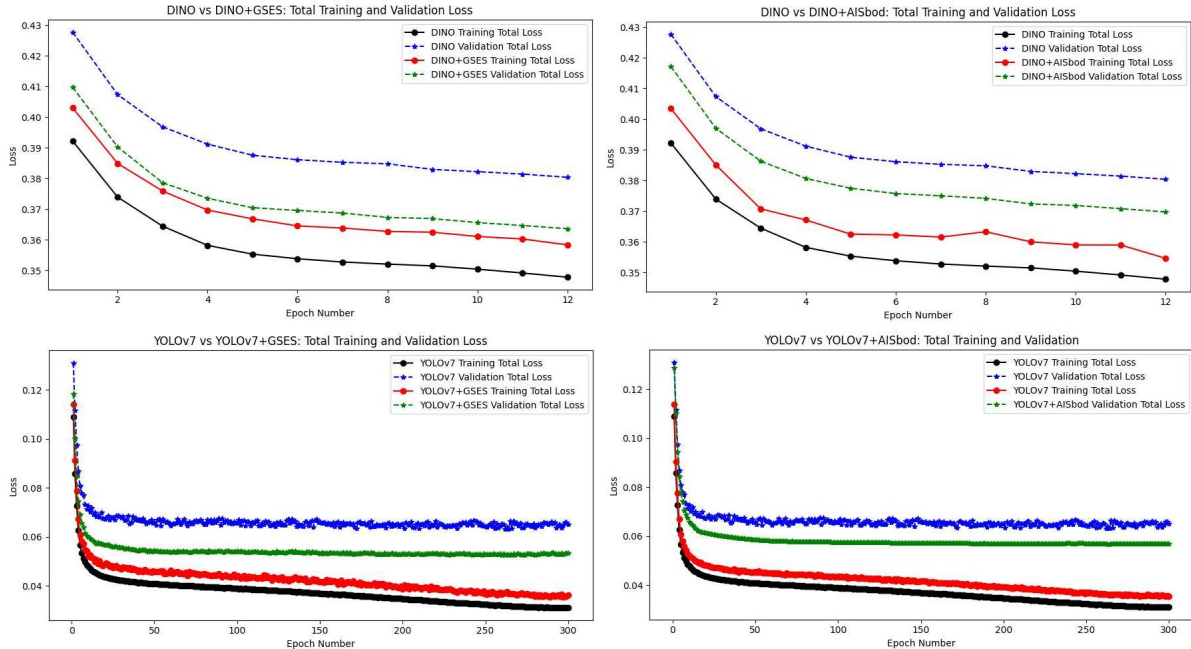 DINO vs DINO+GSES: Total Training and Validation Loss
0.43
0.42
0.41
0.40
0.39
0.38
0.37
0.36
0.35
Loss
DINO Training Total Loss
DINO Validation Total Loss
DINO+GSES Training Total Loss
DINO+GSES Validation Total Loss
2 4 6 8 10 12
Epoch Number
DINO vs DINO+AISbod: Total Training and Validation Loss
0.43
0.42
0.41
0.40
0.39
0.38
0.37
0.36
0.35
Loss
DINO Training Total Loss
DINO Validation Total Loss
DINO+AISbod Training Total Loss
DINO+AISbod Validation Total Loss
2 4 6 8 10 12
Epoch Number
YOLOv7 vs YOLOv7+GSES: Total Training and Validation Loss
0.12
0.10
0.08
0.06
0.04
Loss
YOLOv7 Training Total Loss
YOLOv7 Validation Total Loss
YOLOv7+GSES Training Total Loss
YOLOv7+GSES Validation Total Loss
0 50 100 150 200 250 300
Epoch Number
YOLOv7 vs YOLOv7+AISbod: Total Training and Validation
0.12
0.10
0.08
0.06
0.04
Loss
YOLOv7 Training Total Loss
YOLOv7 Validation Total Loss
YOLOv7 Training Total Loss
YOLOv7+AISbod Validation Total Loss
0 50 100 150 200 250 300
Epoch Number